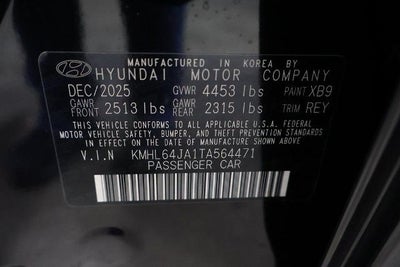 MANUFACTURED IN KOREA BY
HYUNDAI MOTOR COMPANY
DEC/2025 GVWR 4453 lbs PAINT XB9
GAWR FRONT 2513 lbs GAWR REAR 2315 lbs TRIM REY
THIS VEHICLE CONFORMS TO ALL APPLICABLE U.S.A. FEDERAL
MOTOR VEHICLE SAFETY, BUMPER, AND THEFT PREVENTION STANDARDS
IN EFFECT ON THE DATE OF MANUFACTURE SHOWN ABOVE.
V.I.N KMHL64JA1TA564471
PASSENGER CAR